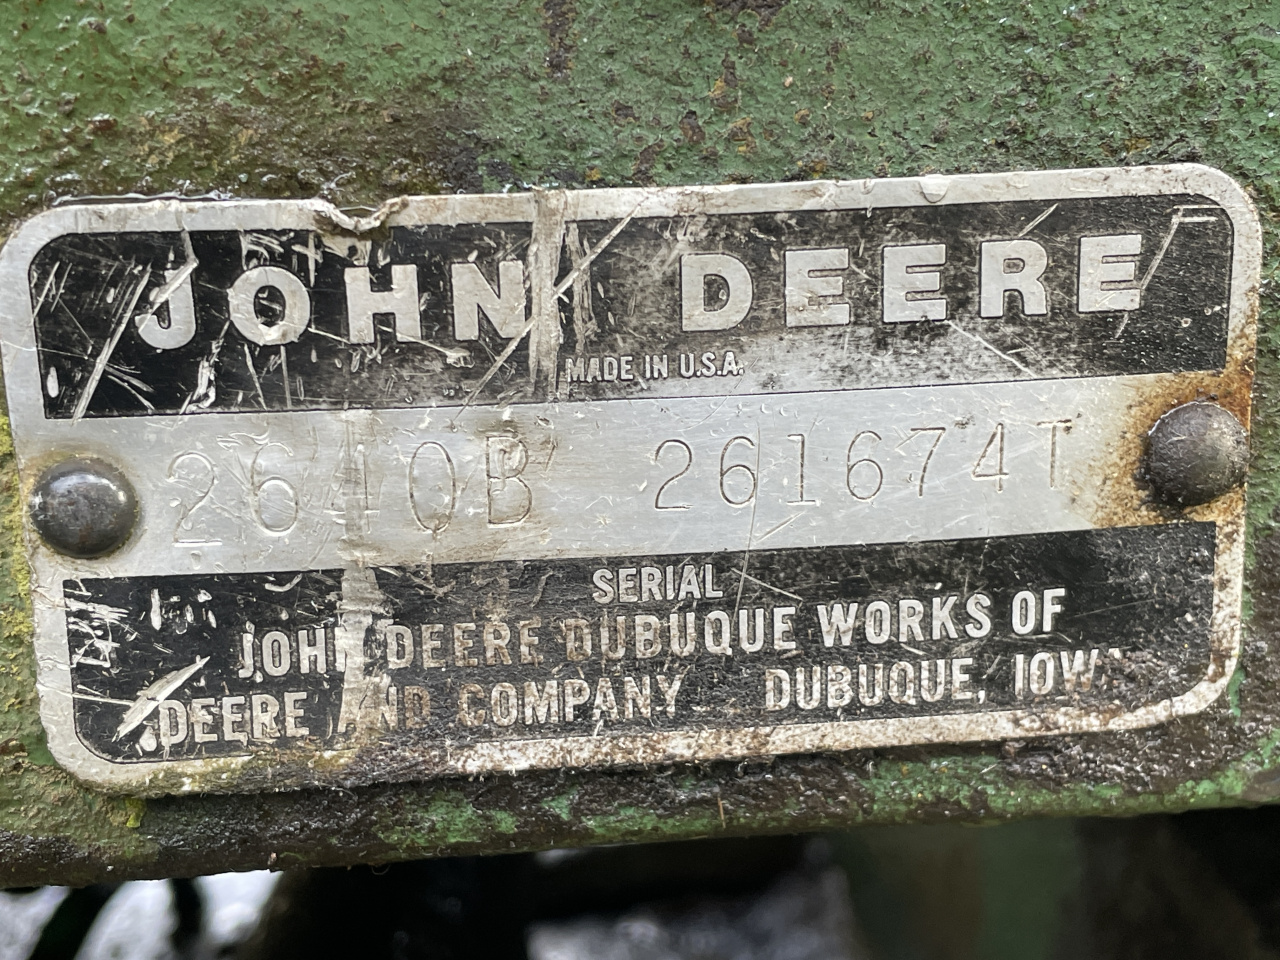 JOHN DEERE
MADE IN U.S.A.
2640B 261674T
SERIAL
JOHN DEERE DUBUQUE WORKS OF
DEERE AND COMPANY DUBUQUE, IOWA